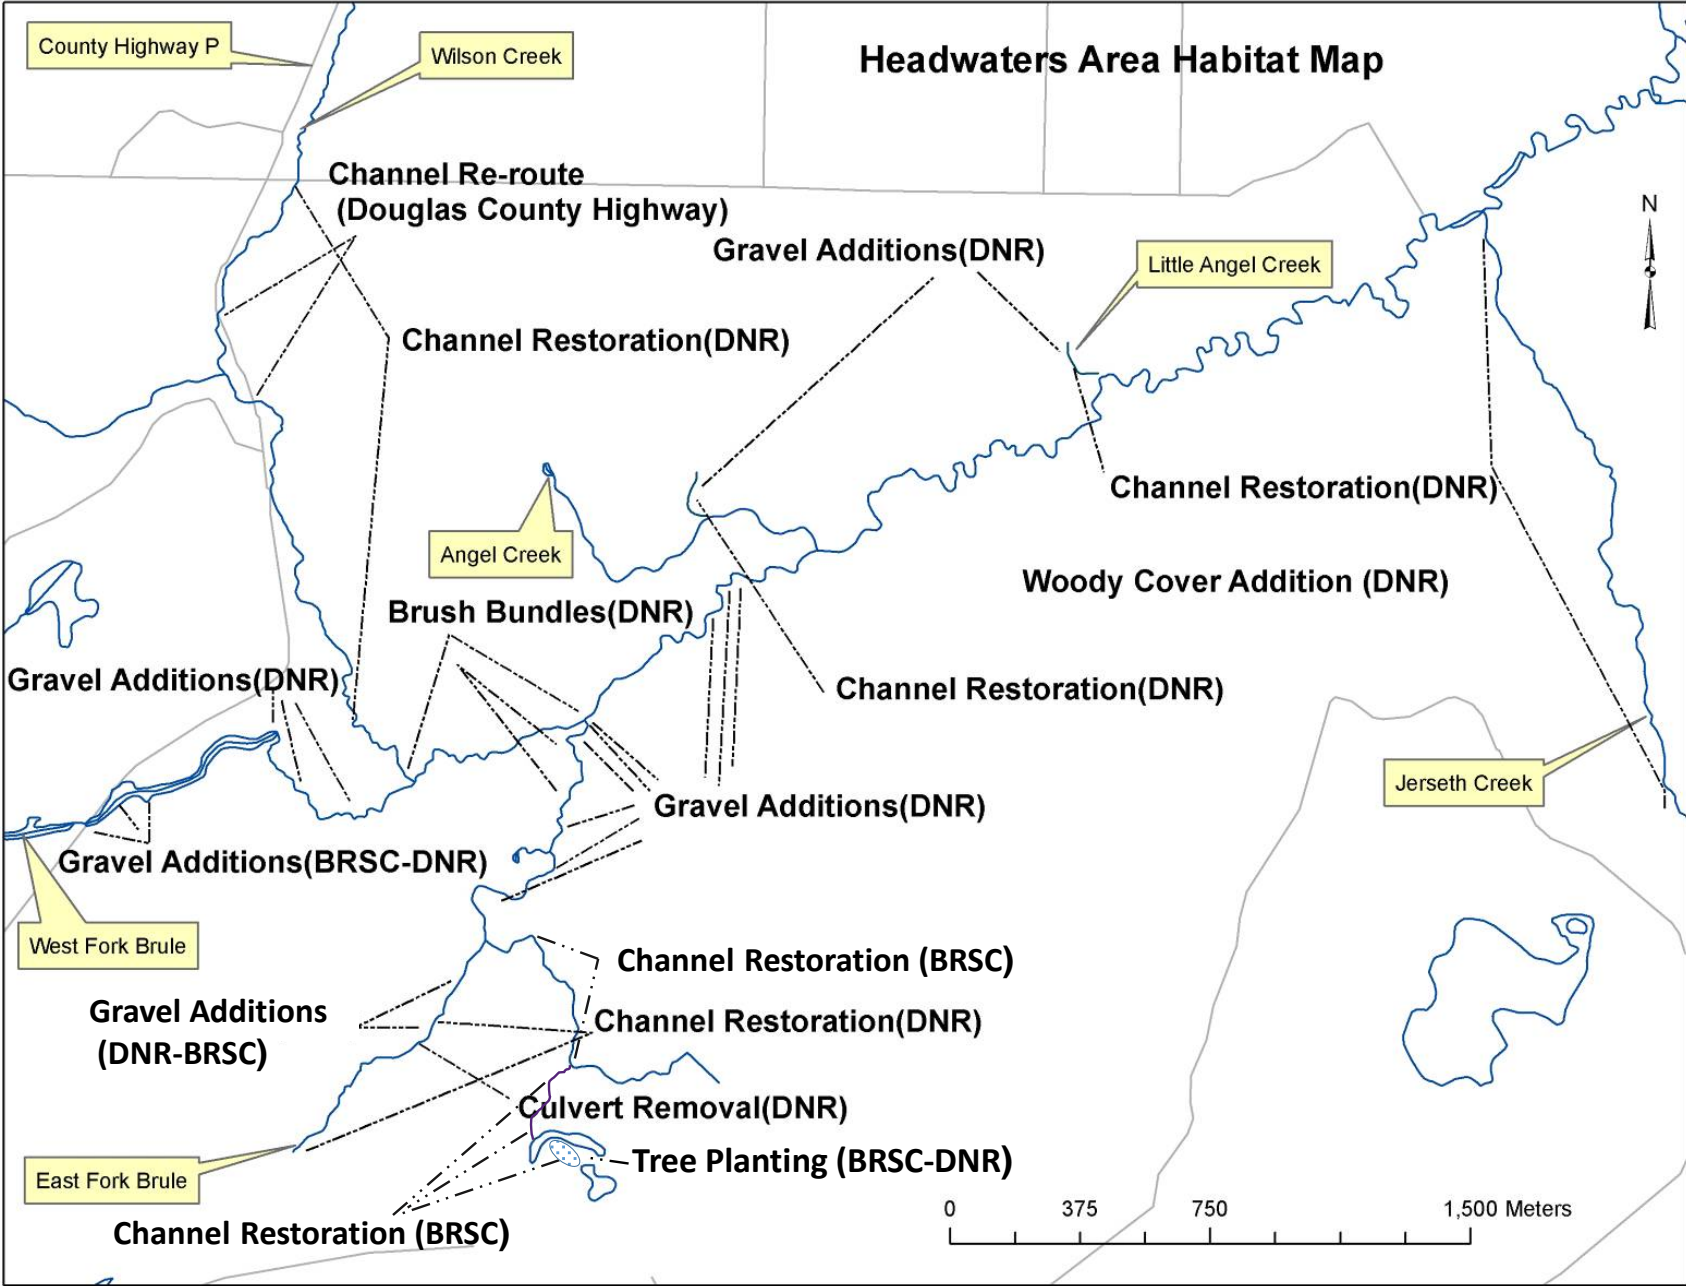 County Highway P
Wilson Creek
Headwaters Area Habitat Map
Channel Re-route
(Douglas County Highway)
N
Gravel Additions(DNR)
Little Angel Creek
Channel Restoration(DNR)
Channel Restoration(DNR)
Angel Creek
Woody Cover Addition (DNR)
Brush Bundles(DNR)
Gravel Additions(DNR)
Channel Restoration(DNR)
Jerseth Creek
Gravel Additions(DNR)
Gravel Additions(BRSC-DNR)
West Fork Brule
Channel Restoration (BRSC)
Gravel Additions
(DNR-BRSC)
Channel Restoration(DNR)
Culvert Removal(DNR)
Tree Planting (BRSC-DNR)
East Fork Brule
Channel Restoration (BRSC)
0 375 750 1,500 Meters